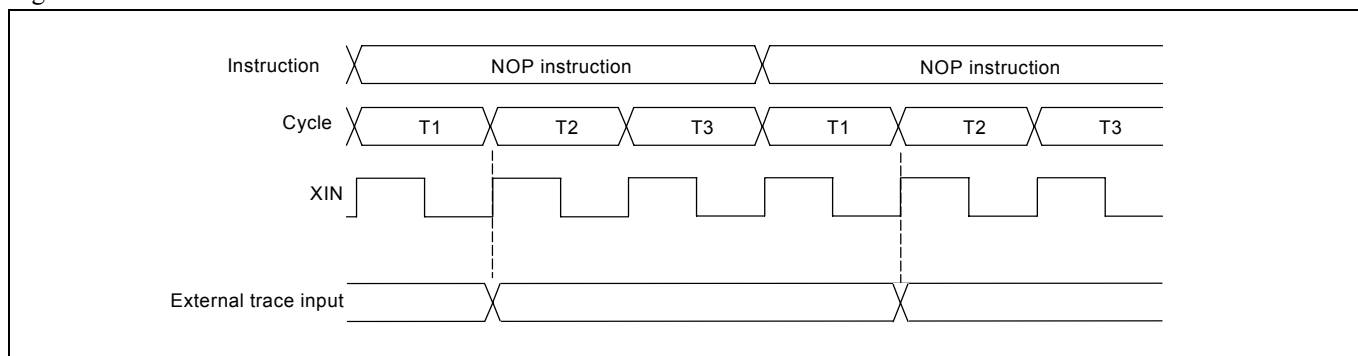 Instruction NOP instruction NOP instruction
Cycle T1 T2 T3 T1 T2 T3
XIN
External trace input